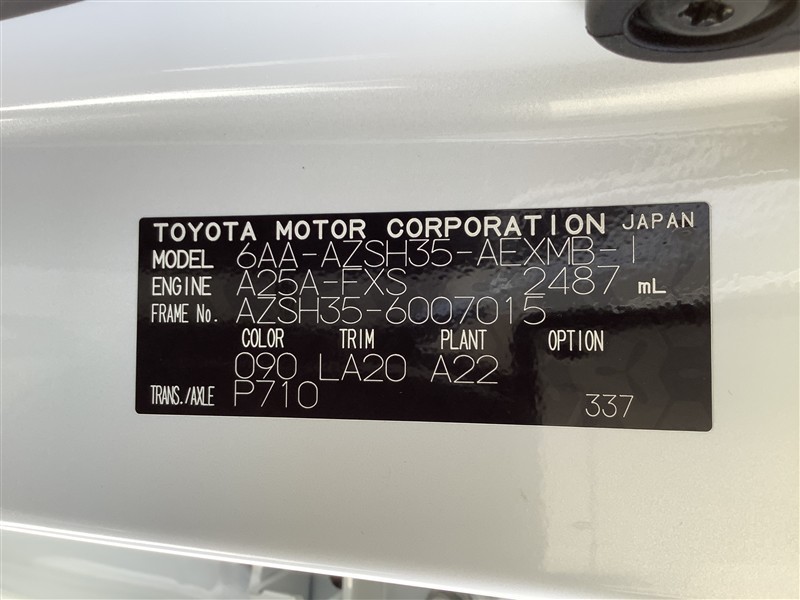 TOYOTA MOTOR CORPORATION JAPAN
MODEL 6AA-AZSH35-AEXMB-I
ENGINE A25A-FXS 2487 mL
FRAME No. AZSH35-6007015
COLOR TRIM PLANT OPTION
090 LA20 A22
TRANS./AXLE P710 337